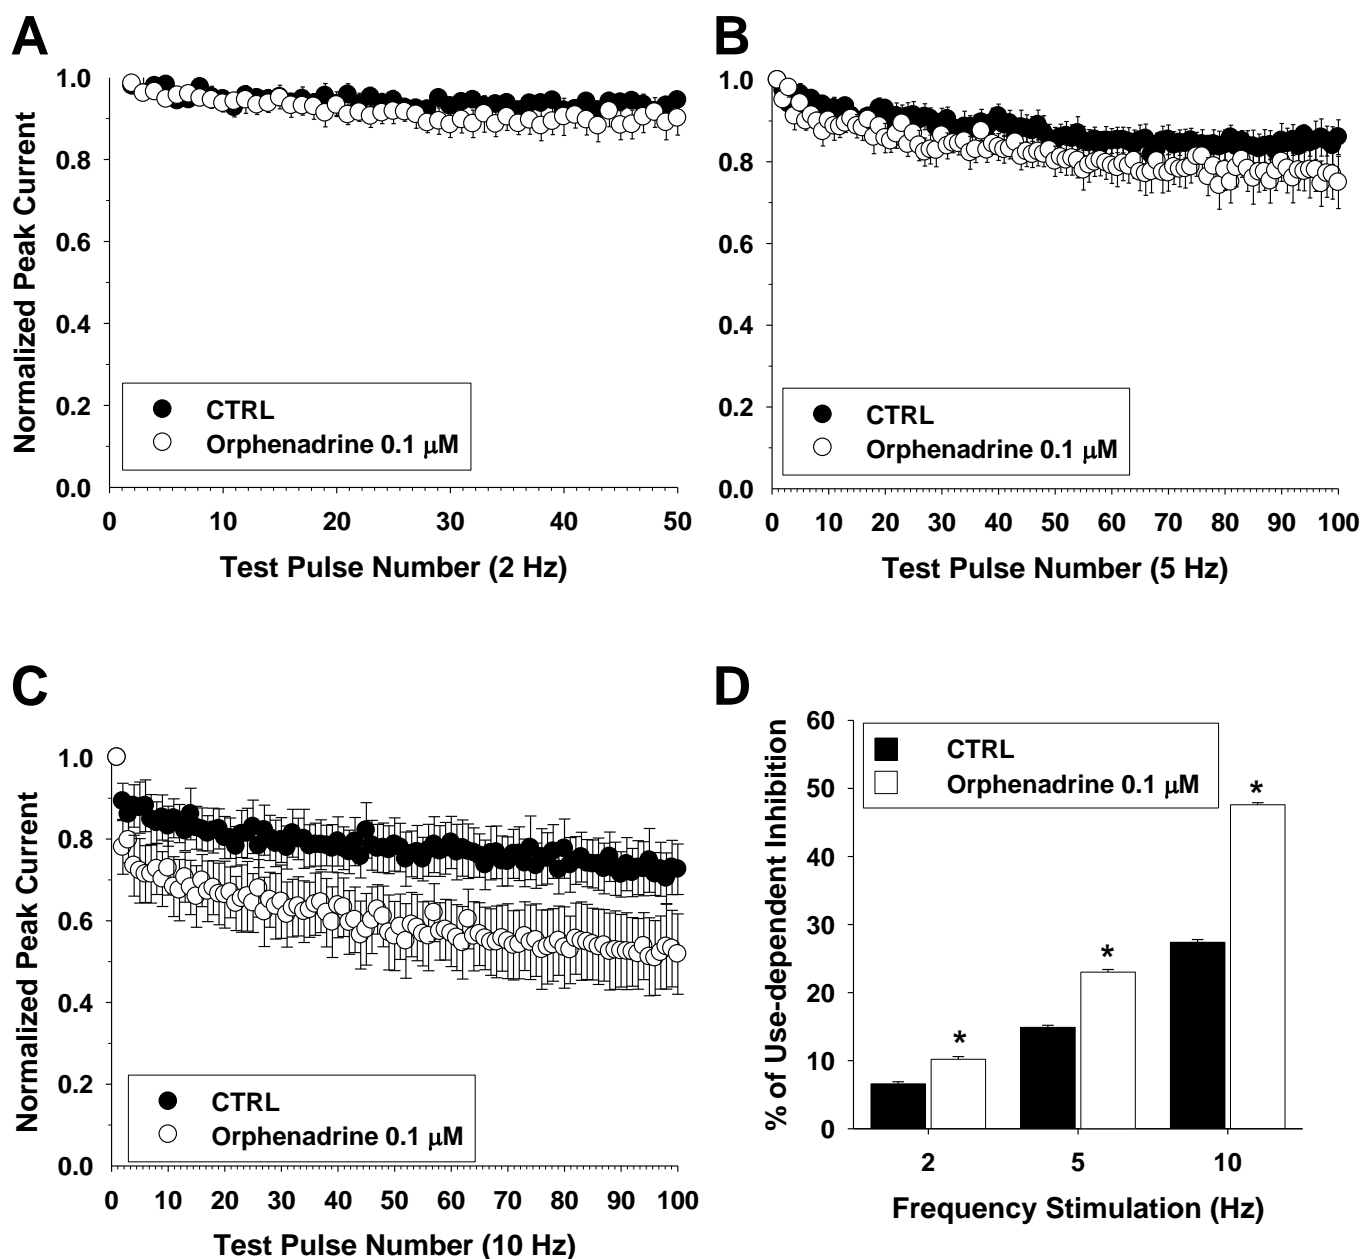 A
Normalized Peak Current
1.0
0.8
0.6
0.4
0.2
0.0
CTRL
Orphenadrine 0.1 μM
0 10 20 30 40 50
Test Pulse Number (2 Hz)
B
1.0
0.8
0.6
0.4
0.2
0.0
CTRL
Orphenadrine 0.1 μM
0 10 20 30 40 50 60 70 80 90 100
Test Pulse Number (5 Hz)
C
Normalized Peak Current
1.0
0.8
0.6
0.4
0.2
0.0
CTRL
Orphenadrine 0.1 μM
0 10 20 30 40 50 60 70 80 90 100
Test Pulse Number (10 Hz)
D
% of Use-dependent Inhibition
60
50
40
30
20
10
0
CTRL
Orphenadrine 0.1 μM
*
*
*
2 5 10
Frequency Stimulation (Hz)